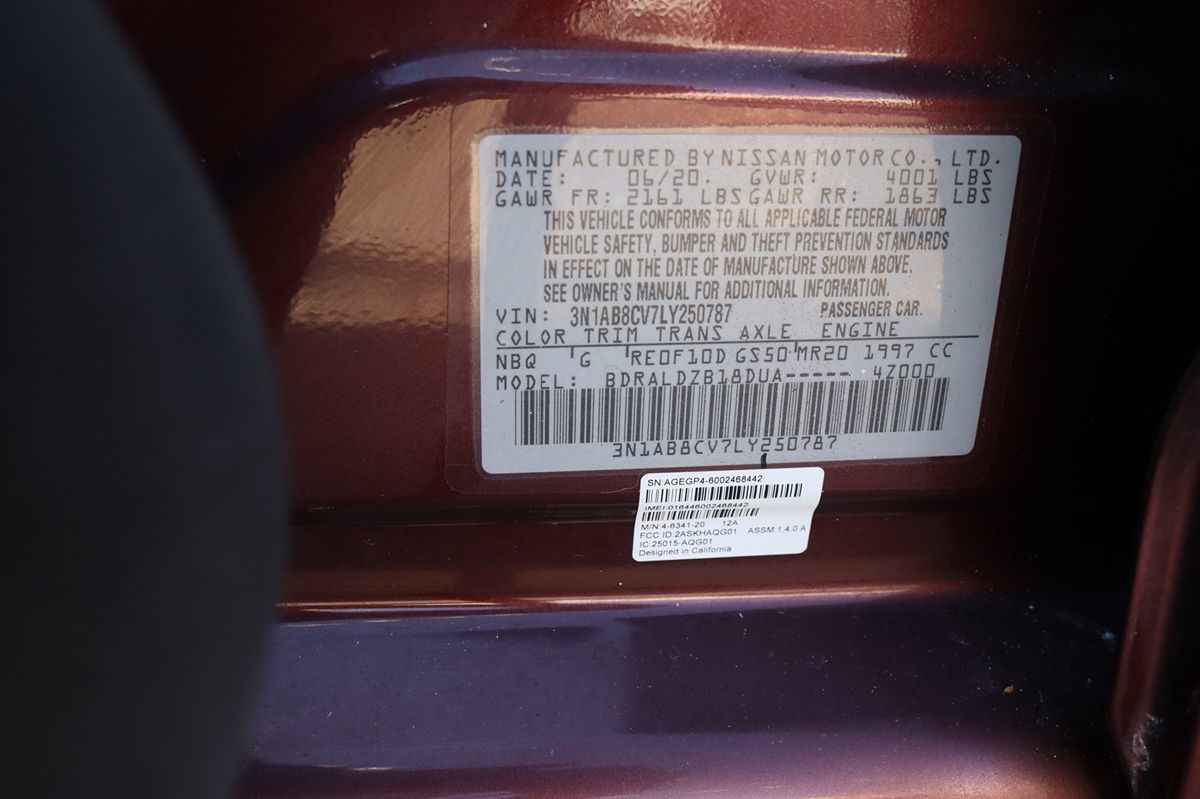 MANUFACTURED BY NISSAN MOTOR CO., LTD.
DATE: 06/20. GVWR: 4001 LBS
GAWR FR: 2161 LBS GAWR RR: 1863 LBS
THIS VEHICLE CONFORMS TO ALL APPLICABLE FEDERAL MOTOR
VEHICLE SAFETY, BUMPER AND THEFT PREVENTION STANDARDS
IN EFFECT ON THE DATE OF MANUFACTURE SHOWN ABOVE.
SEE OWNER'S MANUAL FOR ADDITIONAL INFORMATION.
VIN: 3N1AB8CV7LY250787 PASSENGER CAR.
COLOR TRIM TRANS AXLE ENGINE
NBQ G RE0F10D GS50 MR20 1997 CC
MODEL: BDRALDZB18DUA----- 4Z000
3N1AB8CV7LY250787
SN:AGEGP4-6002468442
IMEI:016446002468442
M/N:4-6341-20 12A
FCC ID:2ASKHAQG01 ASSM:1.4.0.A
IC:25015-AQG01
Designed in California